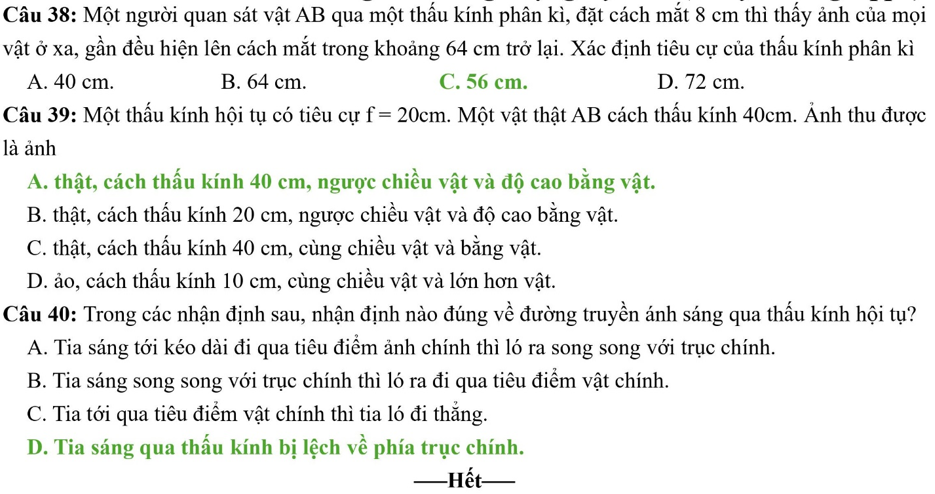 Câu 38: Một người quan sát vật AB qua một thấu kính phân kì, đặt cách mắt 8 cm thì thấy ảnh của mọi
vật ở xa, gần đều hiện lên cách mắt trong khoảng 64 cm trở lại. Xác định tiêu cự của thấu kính phân kì
A. 40 cm. B. 64 cm. C. 56 cm. D. 72 cm.
Câu 39: Một thấu kính hội tụ có tiêu cự f = 20cm. Một vật thật AB cách thấu kính 40cm. Ảnh thu được
là ảnh
A. thật, cách thấu kính 40 cm, ngược chiều vật và độ cao bằng vật.
B. thật, cách thấu kính 20 cm, ngược chiều vật và độ cao bằng vật.
C. thật, cách thấu kính 40 cm, cùng chiều vật và bằng vật.
D. ảo, cách thấu kính 10 cm, cùng chiều vật và lớn hơn vật.
Câu 40: Trong các nhận định sau, nhận định nào đúng về đường truyền ánh sáng qua thấu kính hội tụ?
A. Tia sáng tới kéo dài đi qua tiêu điểm ảnh chính thì ló ra song song với trục chính.
B. Tia sáng song song với trục chính thì ló ra đi qua tiêu điểm vật chính.
C. Tia tới qua tiêu điểm vật chính thì tia ló đi thẳng.
D. Tia sáng qua thấu kính bị lệch về phía trục chính.
——Hết——